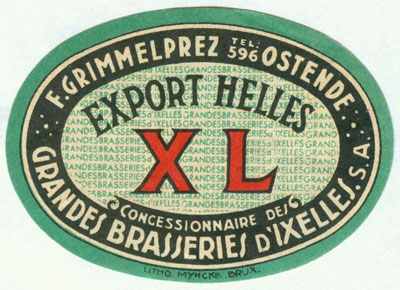 F. GRIMMELPREZ TEL: 596 OSTENDE
EXPORT HELLES
XL
CONCESSIONNAIRE DES
GRANDES BRASSERIES D'IXELLES. S.A
LITHO. MYNCKE. BRUX.